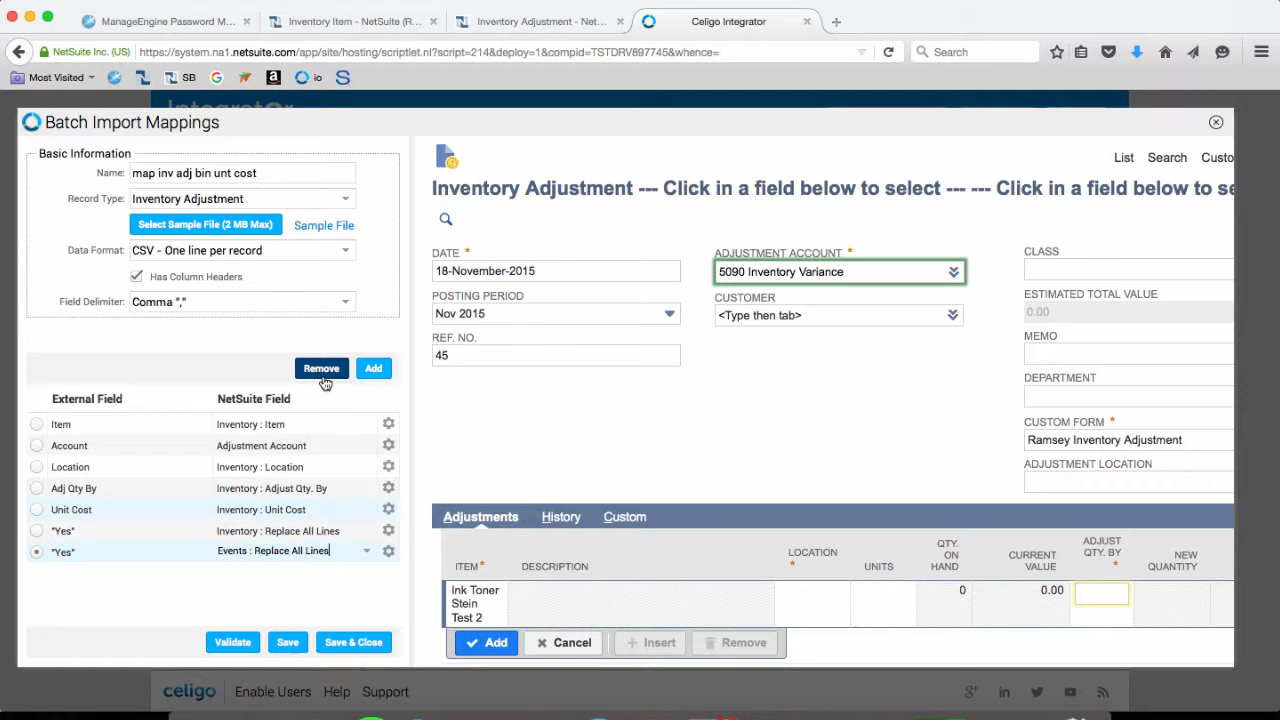 ManageEngine Password M...
Inventory Item - NetSuite (R...
Inventory Adjustment - Net...
Celigo Integrator
NetSuite Inc. (US)
https://system.na1.netsuite.com/app/site/hosting/scriptlet.nl?script=214&deploy=1&compid=TSTDRV897745&whence=
Search
Most Visited
SB
io
Batch Import Mappings
Basic Information
Name: map inv adj bin unt cost
Record Type: Inventory Adjustment
Select Sample File (2 MB Max)
Sample File
Data Format: CSV - One line per record
Has Column Headers
Field Delimiter: Comma ","
Remove
Add
External Field NetSuite Field
Item Inventory : Item
Account Adjustment Account
Location Inventory : Location
Adj Qty By Inventory : Adjust Qty. By
Unit Cost Inventory : Unit Cost
"Yes" Inventory : Replace All Lines
"Yes" Events : Replace All Lines
Validate
Save
Save & Close
List Search Custo
Inventory Adjustment --- Click in a field below to select --- --- Click in a field below to se
DATE *
18-November-2015
POSTING PERIOD
Nov 2015
REF. NO.
45
ADJUSTMENT ACCOUNT *
5090 Inventory Variance
CUSTOMER
<Type then tab>
CLASS
ESTIMATED TOTAL VALUE
0.00
MEMO
DEPARTMENT
CUSTOM FORM *
Ramsey Inventory Adjustment
ADJUSTMENT LOCATION
Adjustments History Custom
ITEM *
DESCRIPTION
LOCATION
*
UNITS
QTY.
ON
HAND
CURRENT
VALUE
ADJUST
QTY. BY
*
NEW
QUANTITY
Ink Toner
Stein
Test 2
0
0.00
Add
Cancel
Insert
Remove
celigo
Enable Users
Help
Support